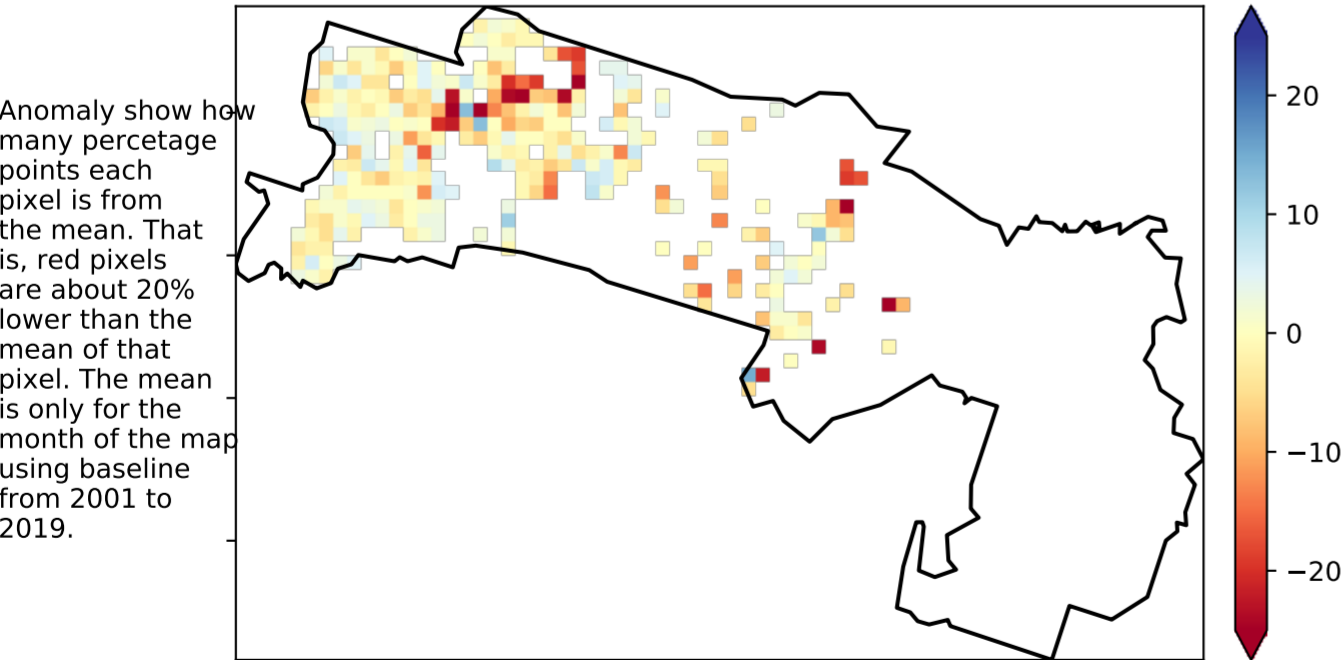 Anomaly show how
many percetage
points each
pixel is from
the mean. That
is, red pixels
are about 20%
lower than the
mean of that
pixel. The mean
is only for the
month of the map
using baseline
from 2001 to
2019.
20
10
0
−10
−20